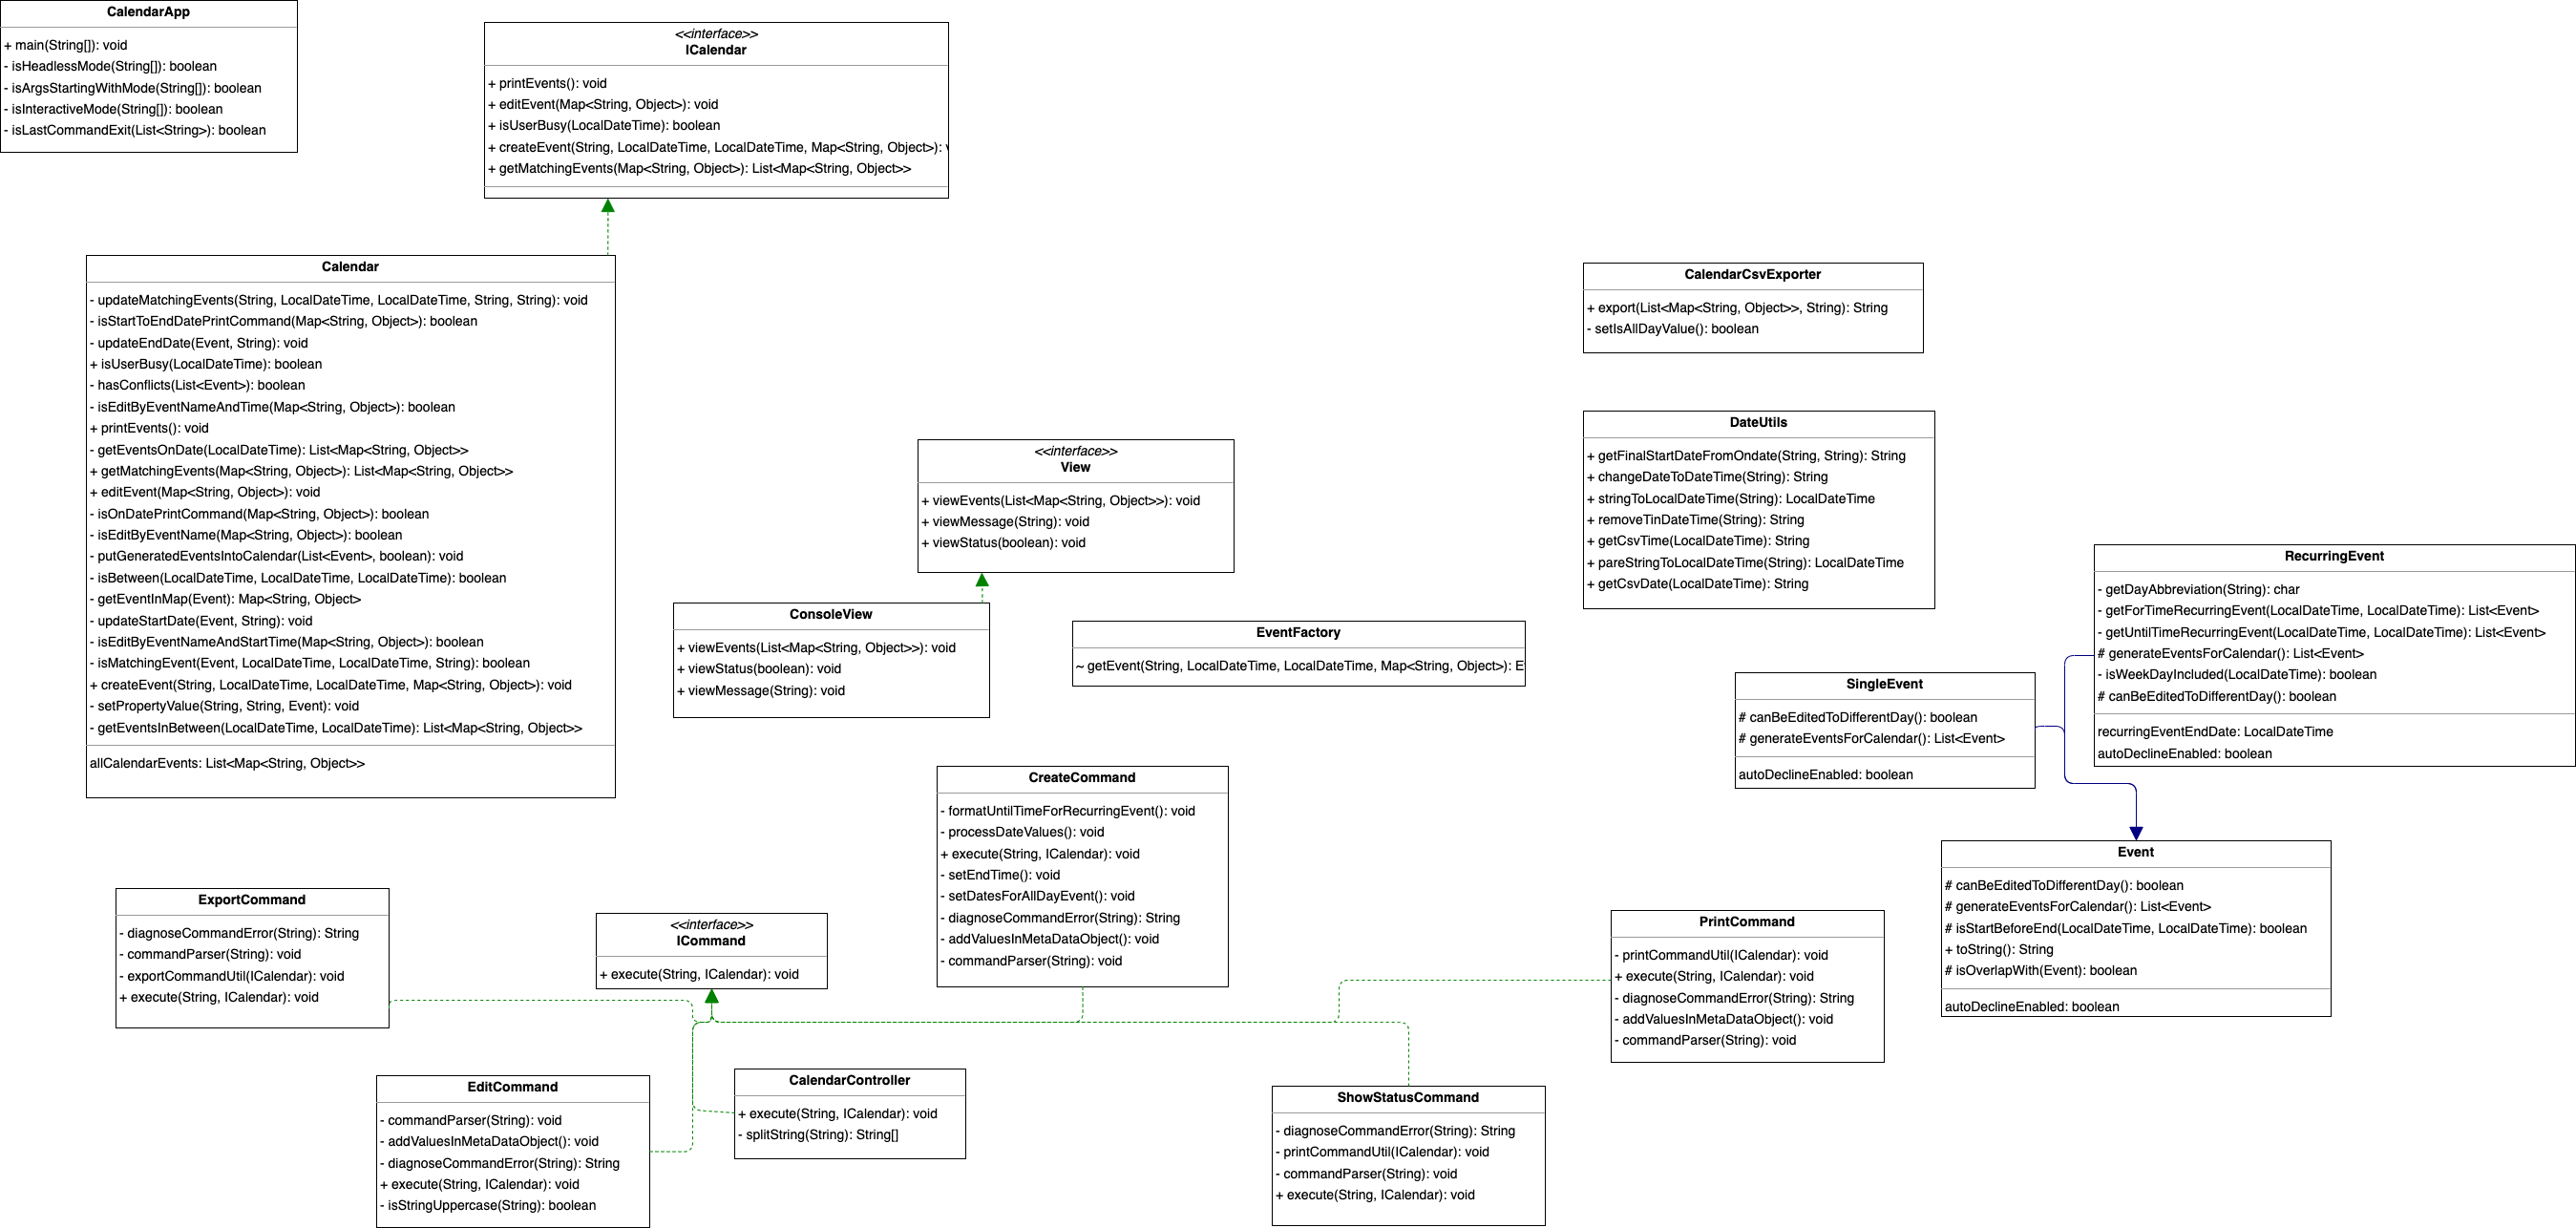 CalendarApp
+ main(String[]): void
- isHeadlessMode(String[]): boolean
- isArgsStartingWithMode(String[]): boolean
- isInteractiveMode(String[]): boolean
- isLastCommandExit(List<String>): boolean
<<interface>>
ICalendar
+ printEvents(): void
+ editEvent(Map<String, Object>): void
+ isUserBusy(LocalDateTime): boolean
+ createEvent(String, LocalDateTime, LocalDateTime, Map<String, Object>):
+ getMatchingEvents(Map<String, Object>): List<Map<String, Object>>
Calendar
- updateMatchingEvents(String, LocalDateTime, LocalDateTime, String, String): void
- isStartToEndDatePrintCommand(Map<String, Object>): boolean
- updateEndDate(Event, String): void
+ isUserBusy(LocalDateTime): boolean
- hasConflicts(List<Event>): boolean
- isEditByEventNameAndTime(Map<String, Object>): boolean
+ printEvents(): void
- getEventsOnDate(LocalDateTime): List<Map<String, Object>>
+ getMatchingEvents(Map<String, Object>): List<Map<String, Object>>
+ editEvent(Map<String, Object>): void
- isOnDatePrintCommand(Map<String, Object>): boolean
- isEditByEventName(Map<String, Object>): boolean
- putGeneratedEventsIntoCalendar(List<Event>, boolean): void
- isBetween(LocalDateTime, LocalDateTime, LocalDateTime): boolean
- getEventInMap(Event): Map<String, Object>
- updateStartDate(Event, String): void
- isEditByEventNameAndStartTime(Map<String, Object>): boolean
- isMatchingEvent(Event, LocalDateTime, LocalDateTime, String): boolean
+ createEvent(String, LocalDateTime, LocalDateTime, Map<String, Object>): void
- setPropertyValue(String, String, Event): void
- getEventsInBetween(LocalDateTime, LocalDateTime): List<Map<String, Object>>
allCalendarEvents: List<Map<String, Object>>
CalendarCsvExporter
+ export(List<Map<String, Object>>, String): String
- setIsAllDayValue(): boolean
DateUtils
+ getFinalStartDateFromOndate(String, String): String
+ changeDateToDateTime(String): String
+ stringToLocalDateTime(String): LocalDateTime
+ removeTinDateTime(String): String
+ getCsvTime(LocalDateTime): String
+ pareStringToLocalDateTime(String): LocalDateTime
+ getCsvDate(LocalDateTime): String
<<interface>>
View
+ viewEvents(List<Map<String, Object>>): void
+ viewMessage(String): void
+ viewStatus(boolean): void
ConsoleView
+ viewEvents(List<Map<String, Object>>): void
+ viewStatus(boolean): void
+ viewMessage(String): void
EventFactory
~ getEvent(String, LocalDateTime, LocalDateTime, Map<String, Object>): E
RecurringEvent
- getDayAbbreviation(String): char
- getForTimeRecurringEvent(LocalDateTime, LocalDateTime): List<Event>
- getUntilTimeRecurringEvent(LocalDateTime, LocalDateTime): List<Event>
# generateEventsForCalendar(): List<Event>
- isWeekDayIncluded(LocalDateTime): boolean
# canBeEditedToDifferentDay(): boolean
recurringEventEndDate: LocalDateTime
autoDeclineEnabled: boolean
SingleEvent
# canBeEditedToDifferentDay(): boolean
# generateEventsForCalendar(): List<Event>
autoDeclineEnabled: boolean
Event
# canBeEditedToDifferentDay(): boolean
# generateEventsForCalendar(): List<Event>
# isStartBeforeEnd(LocalDateTime, LocalDateTime): boolean
+ toString(): String
# isOverlapWith(Event): boolean
autoDeclineEnabled: boolean
CreateCommand
- formatUntilTimeForRecurringEvent(): void
- processDateValues(): void
+ execute(String, ICalendar): void
- setEndTime(): void
- setDatesForAllDayEvent(): void
- diagnoseCommandError(String): String
- addValuesInMetaDataObject(): void
- commandParser(String): void
ExportCommand
- diagnoseCommandError(String): String
- commandParser(String): void
- exportCommandUtil(ICalendar): void
+ execute(String, ICalendar): void
<<interface>>
ICommand
+ execute(String, ICalendar): void
PrintCommand
- printCommandUtil(ICalendar): void
+ execute(String, ICalendar): void
- diagnoseCommandError(String): String
- addValuesInMetaDataObject(): void
- commandParser(String): void
EditCommand
- commandParser(String): void
- addValuesInMetaDataObject(): void
- diagnoseCommandError(String): String
+ execute(String, ICalendar): void
- isStringUppercase(String): boolean
CalendarController
+ execute(String, ICalendar): void
- splitString(String): String[]
ShowStatusCommand
- diagnoseCommandError(String): String
- printCommandUtil(ICalendar): void
- commandParser(String): void
+ execute(String, ICalendar): void